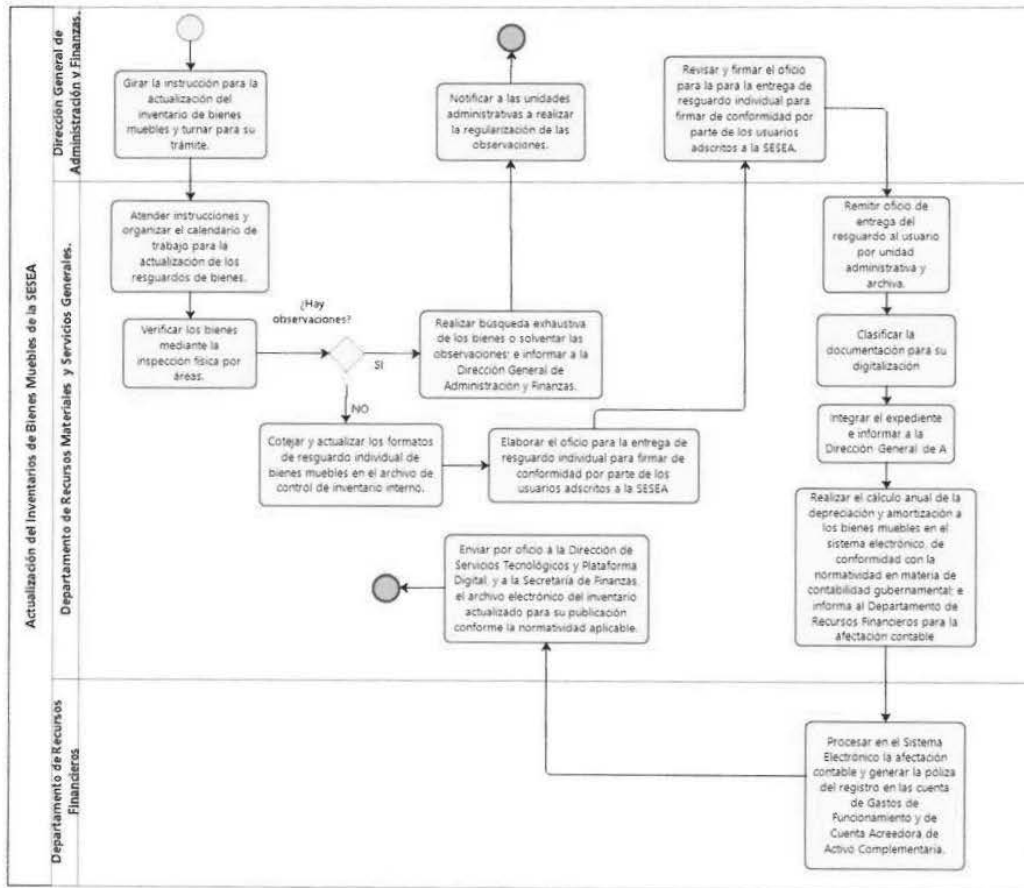 Actualización del Inventarios de Bienes Muebles de la SESEA
Dirección General de
Administración y Finanzas.
Girar la instrucción para la
actualización del
inventario de bienes
muebles y turnar para su
trámite.
Notificar a las unidades
administrativas a realizar
la regularización de las
observaciones.
Revisar y firmar el oficio
para la para la entrega de
resguardo individual para
firmar de conformidad por
parte de los usuarios
adscritos a la SESEA.
Departamento de Recursos Materiales y Servicios Generales.
Atender instrucciones y
organizar el calendario de
trabajo para la
actualización de los
resguardos de bienes.
Verificar los bienes
mediante la
inspección física por
áreas.
¿Hay
observaciones?
SI
NO
Realizar búsqueda exhaustiva
de los bienes o solventar las
observaciones; e informar a la
Dirección General de
Administración y Finanzas.
Cotejar y actualizar los formatos
de resguardo individual de
bienes muebles en el archivo de
control de inventario interno.
Elaborar el oficio para la entrega de
resguardo individual para firmar de
conformidad por parte de los
usuarios adscritos a la SESEA
Remitir oficio de
entrega del
resguardo al usuario
por unidad
administrativa y
archiva.
Clasificar la
documentación para su
digitalización
Integrar el expediente
e informar a la
Dirección General de A
Realizar el cálculo anual de la
depreciación y amortización a
los bienes muebles en el
sistema electrónico, de
conformidad con la
normatividad en materia de
contabilidad gubernamental; e
informa al Departamento de
Recursos Financieros para la
afectación contable
Enviar por oficio a la Dirección de
Servicios Tecnológicos y Plataforma
Digital, y a la Secretaría de Finanzas,
el archivo electrónico del inventario
actualizado para su publicación
conforme la normatividad aplicable.
Departamento de Recursos
Financieros
Procesar en el Sistema
Electrónico la afectación
contable y generar la póliza
del registro en las cuenta
de Gastos de
Funcionamiento y de
Cuenta Acreedora de
Activo Complementaria.